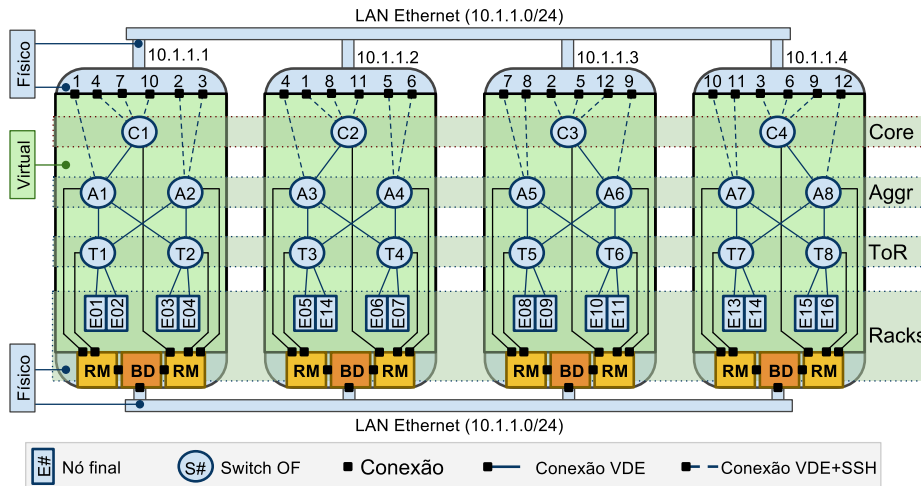 LAN Ethernet (10.1.1.0/24)
Físico
10.1.1.1
10.1.1.2
10.1.1.3
10.1.1.4
1 4 7 10 2 3
4 1 8 11 5 6
7 8 2 5 12 9
10 11 3 6 9 12
Virtual
C1 C2 C3 C4 Core
A1 A2 A3 A4 A5 A6 A7 A8 Aggr
T1 T2 T3 T4 T5 T6 T7 T8 ToR
E01 E02 E03 E04 E05 E14 E06 E07 E08 E09 E10 E11 E13 E14 E15 E16
Racks
Físico
RM BD RM RM BD RM RM BD RM RM BD RM
LAN Ethernet (10.1.1.0/24)
E# Nó final S# Switch OF Conexão Conexão VDE Conexão VDE+SSH